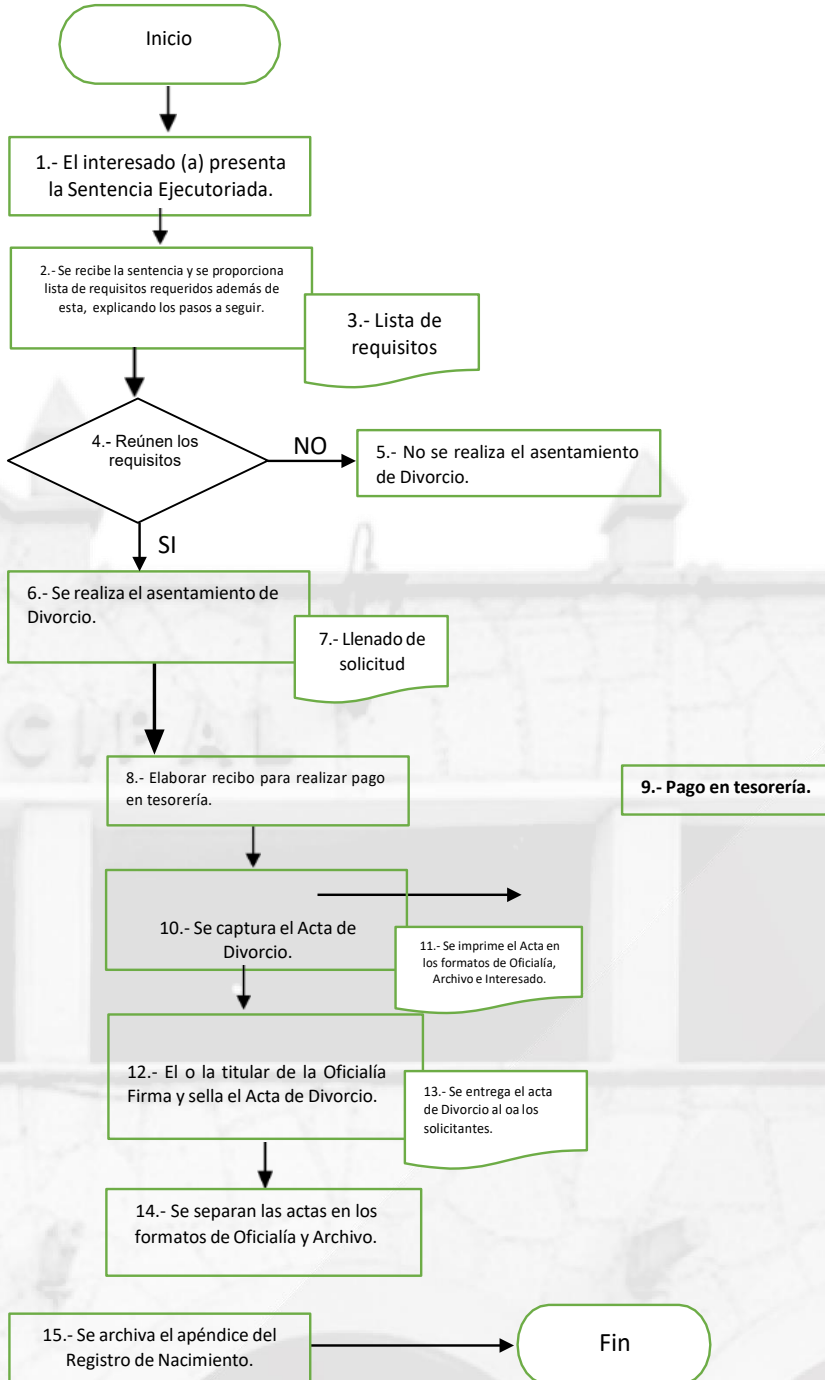 Inicio
1.- El interesado (a) presenta
la Sentencia Ejecutoriada.
2.- Se recibe la sentencia y se proporciona
lista de requisitos requeridos además de
esta, explicando los pasos a seguir.
3.- Lista de
requisitos
4.- Reúnen los
requisitos
NO
5.- No se realiza el asentamiento
de Divorcio.
SI
6.- Se realiza el asentamiento de
Divorcio.
7.- Llenado de
solicitud
CIPAL
8.- Elaborar recibo para realizar pago
en tesorería.
9.- Pago en tesorería.
10.- Se captura el Acta de
Divorcio.
11.- Se imprime el Acta en
los formatos de Oficialía,
Archivo e Interesado.
12.- El o la titular de la Oficialía
Firma y sella el Acta de Divorcio.
13.- Se entrega el acta
de Divorcio al oa los
solicitantes.
14.- Se separan las actas en los
formatos de Oficialía y Archivo.
15.- Se archiva el apéndice del
Registro de Nacimiento.
Fin